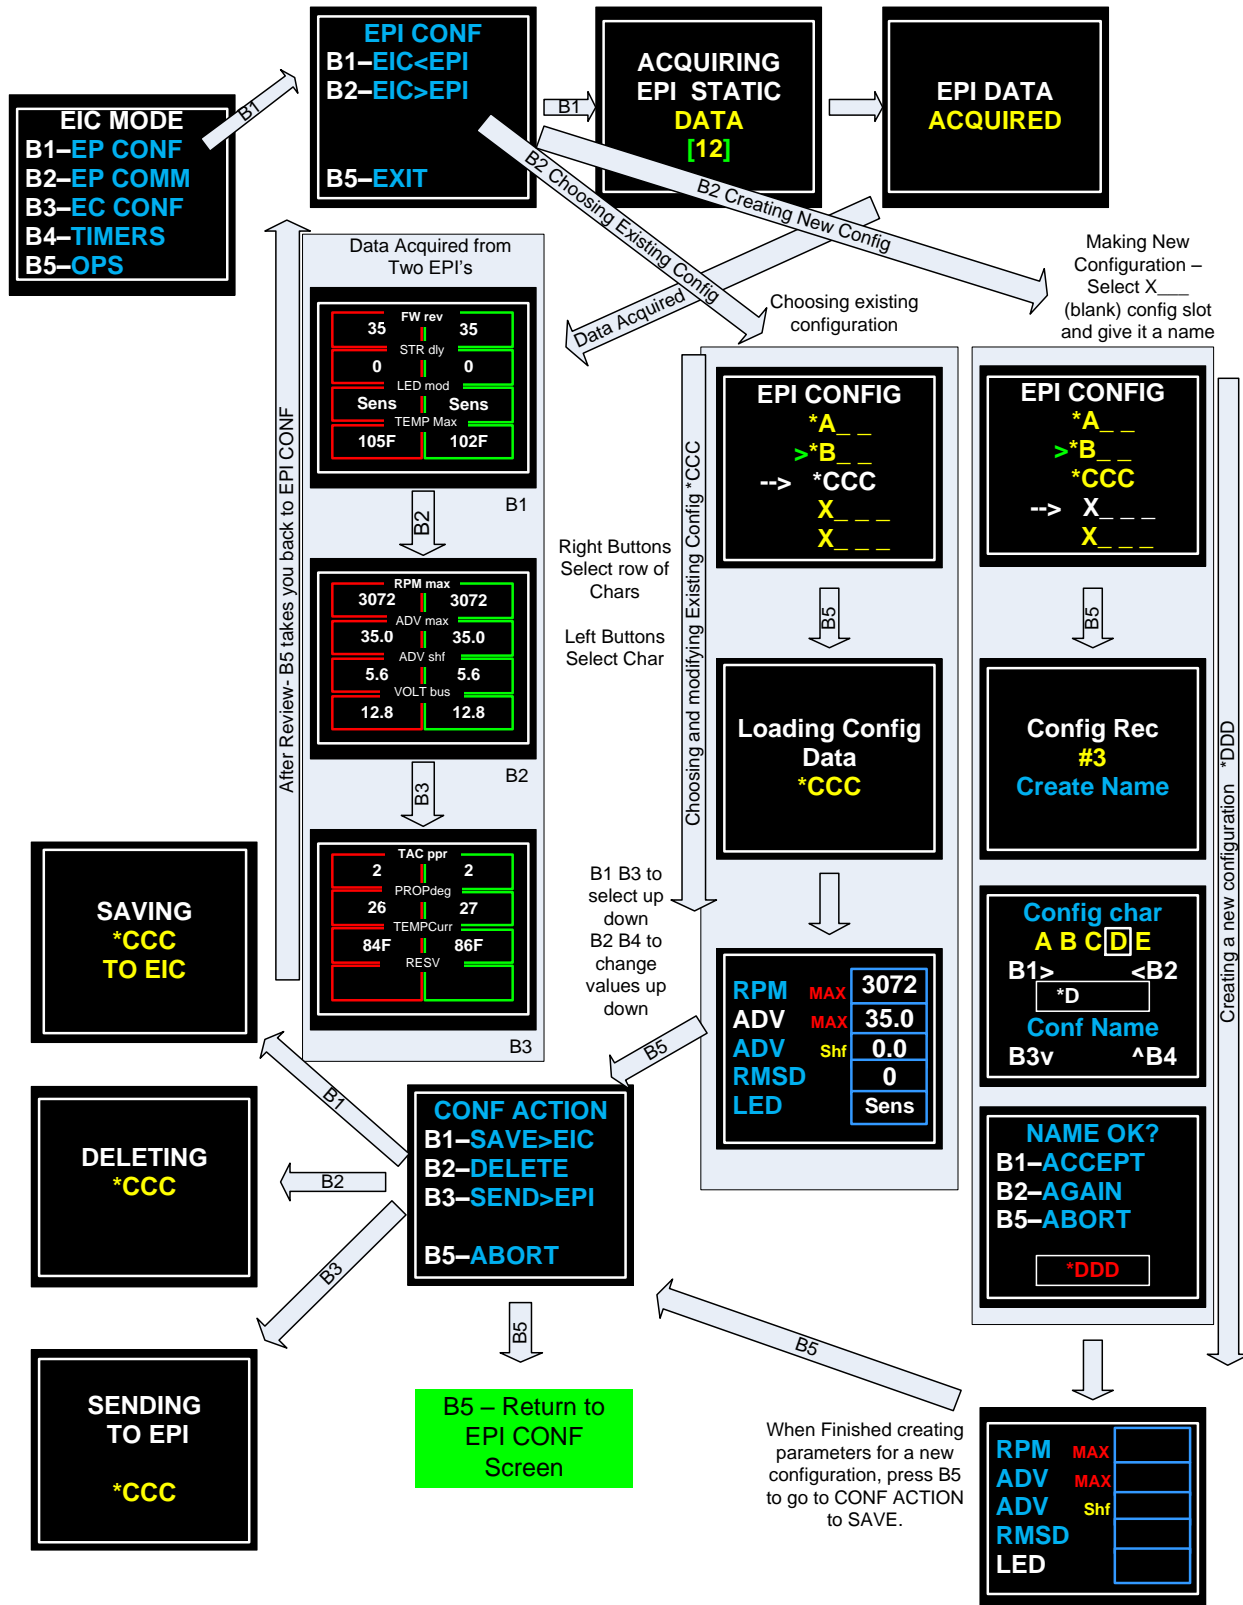 EIC MODE
B1–EP CONF
B2–EP COMM
B3–EC CONF
B4–TIMERS
B5–OPS
B1
EPI CONF
B1–EIC<EPI
B2–EIC>EPI
B5–EXIT
B1
ACQUIRING
EPI STATIC
DATA
[12]
EPI DATA
ACQUIRED
B2 Choosing Existing Config
B2 Creating New Config
Data Acquired
After Review- B5 takes you back to EPI CONF
Data Acquired from
Two EPI's
FW rev
35 35
STR dly
0 0
LED mod
Sens Sens
TEMP Max
105F 102F
B1
B2
RPM max
3072 3072
ADV max
35.0 35.0
ADV shf
5.6 5.6
VOLT bus
12.8 12.8
B2
B3
TAC ppr
2 2
PROPdeg
26 27
TEMPCurr
84F 86F
RESV
B3
Choosing existing
configuration
Choosing and modifying Existing Config *CCC
EPI CONFIG
*A_ _
>*B_ _
--> *CCC
X_ _ _
X_ _ _
Right Buttons
Select row of
Chars
Left Buttons
Select Char
B5
Loading Config
Data
*CCC
B1 B3 to
select up
down
B2 B4 to
change
values up
down
RPM MAX 3072
ADV MAX 35.0
ADV Shf 0.0
RMSD 0
LED Sens
B5
Making New
Configuration –
Select X___
(blank) config slot
and give it a name
EPI CONFIG
*A_ _
>*B_ _
*CCC
--> X_ _ _
X_ _ _
B5
Config Rec
#3
Create Name
Config char
A B C D E
B1> <B2
*D
Conf Name
B3v ^B4
NAME OK?
B1–ACCEPT
B2–AGAIN
B5–ABORT
*DDD
Creating a new configuration *DDD
RPM MAX
ADV MAX
ADV Shf
RMSD
LED
When Finished creating
parameters for a new
configuration, press B5
to go to CONF ACTION
to SAVE.
B5
CONF ACTION
B1–SAVE>EIC
B2–DELETE
B3–SEND>EPI
B5–ABORT
B1
SAVING
*CCC
TO EIC
B2
DELETING
*CCC
B3
SENDING
TO EPI
*CCC
B5
B5 – Return to
EPI CONF
Screen